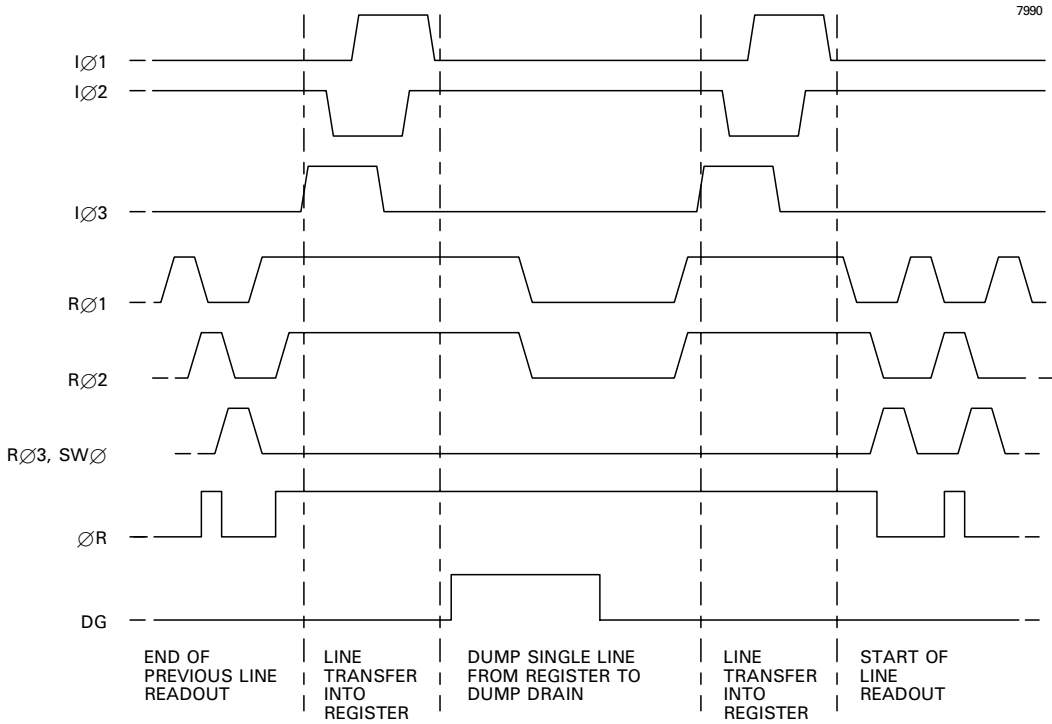 7990
I∅1
I∅2
I∅3
R∅1
R∅2
R∅3, SW∅
∅R
DG
END OF
PREVIOUS LINE
READOUT
LINE
TRANSFER
INTO
REGISTER
DUMP SINGLE LINE
FROM REGISTER TO
DUMP DRAIN
LINE
TRANSFER
INTO
REGISTER
START OF
LINE
READOUT